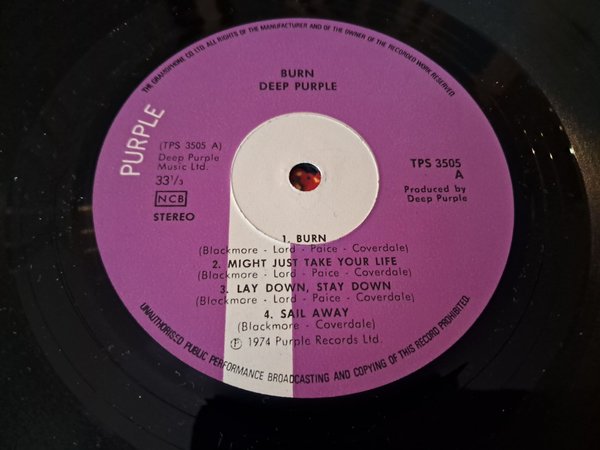 THE GRAMOPHONE CO LTD. ALL RIGHTS OF THE MANUFACTURER AND OF THE OWNER OF THE RECORDED WORK RESERVED.
BURN
DEEP PURPLE
PURPLE
(TPS 3505 A)
Deep Purple
Music Ltd.
33⅓
NCB
STEREO
TPS 3505
A
Produced by
Deep Purple
1. BURN
(Blackmore - Lord - Paice - Coverdale)
2. MIGHT JUST TAKE YOUR LIFE
(Blackmore - Lord - Paice - Coverdale)
3. LAY DOWN, STAY DOWN
(Blackmore - Lord - Paice - Coverdale)
4. SAIL AWAY
(Blackmore - Coverdale)
Ⓟ 1974 Purple Records Ltd.
UNAUTHORISED PUBLIC PERFORMANCE BROADCASTING AND COPYING OF THIS RECORD PROHIBITED.